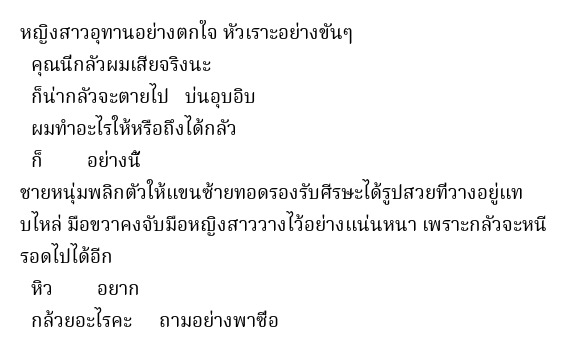 หญิงสาวอุทานอย่างตกใจ หัวเราะอย่างขันๆ
คุณนี่กลัวผมเสียจริงนะ
ก็น่ากลัวจะตายไป บ่นอุบอิบ
ผมทำอะไรให้หรือถึงได้กลัว
ก็ อย่างนี้
ชายหนุ่มพลิกตัวให้แขนซ้ายทอดรองรับศีรษะได้รูปสวยที่วางอยู่แท
บไหล่ มือขวาคงจับมือหญิงสาววางไว้อย่างแน่นหนา เพราะกลัวจะหนี
รอดไปได้อีก
หิว อยาก
กล้วยอะไรคะ ถามอย่างพาซื่อ